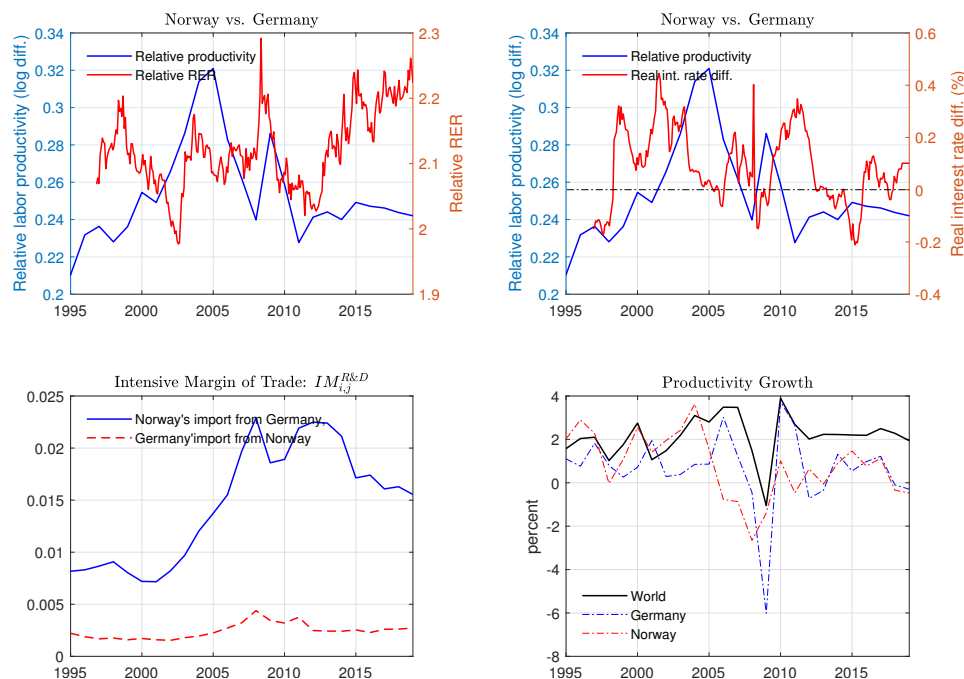 Norway vs. Germany
Relative labor productivity (log diff.)
0.34
0.32
0.3
0.28
0.26
0.24
0.22
0.2
Relative productivity
Relative RER
2.3
2.2
2.1
2
1.9
Relative RER
1995 2000 2005 2010 2015
Norway vs. Germany
Relative labor productivity (log diff.)
0.34
0.32
0.3
0.28
0.26
0.24
0.22
0.2
Relative productivity
Real int. rate diff.
0.6
0.4
0.2
0
-0.2
-0.4
Real interest rate diff. (%)
1995 2000 2005 2010 2015
Intensive Margin of Trade: $IM_{i,j}^{R\&D}$
0.025
0.02
0.015
0.01
0.005
0
Norway's import from Germany,
Germany'import from Norway
1995 2000 2005 2010 2015
Productivity Growth
percent
4
2
0
-2
-4
-6
-8
World
Germany
Norway
1995 2000 2005 2010 2015